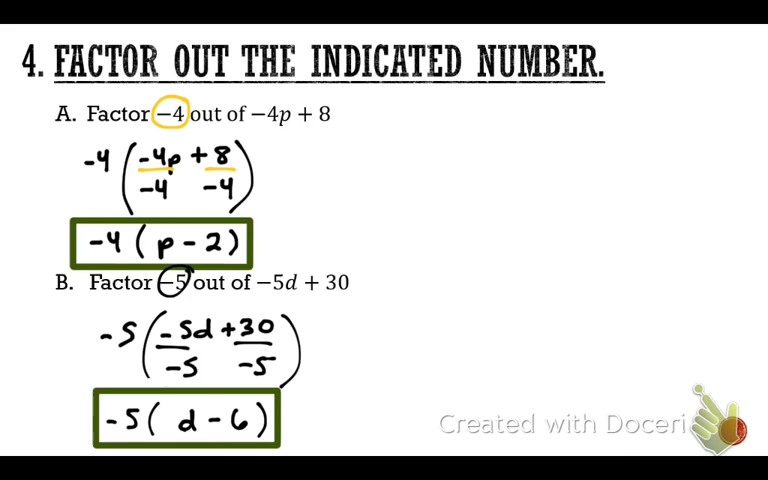 4. FACTOR OUT THE INDICATED NUMBER.
A. Factor −4 out of −4p + 8
-4 ( -4p + 8
-4 -4 )
-4 ( p - 2 )
B. Factor −5 out of −5d + 30
-5 ( -5d + 30
-5 -5 )
-5 ( d - 6 )
Created with Doceri